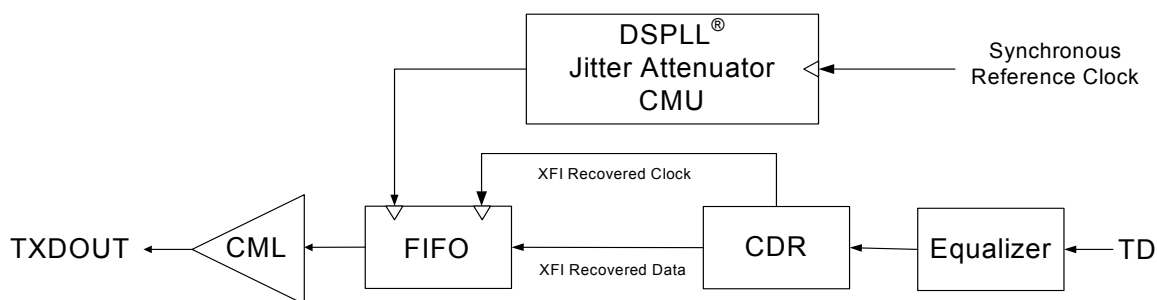 DSPLL®
Jitter Attenuator
CMU
Synchronous
Reference Clock
XFI Recovered Clock
TXDOUT
CML
FIFO
XFI Recovered Data
CDR
Equalizer
TD